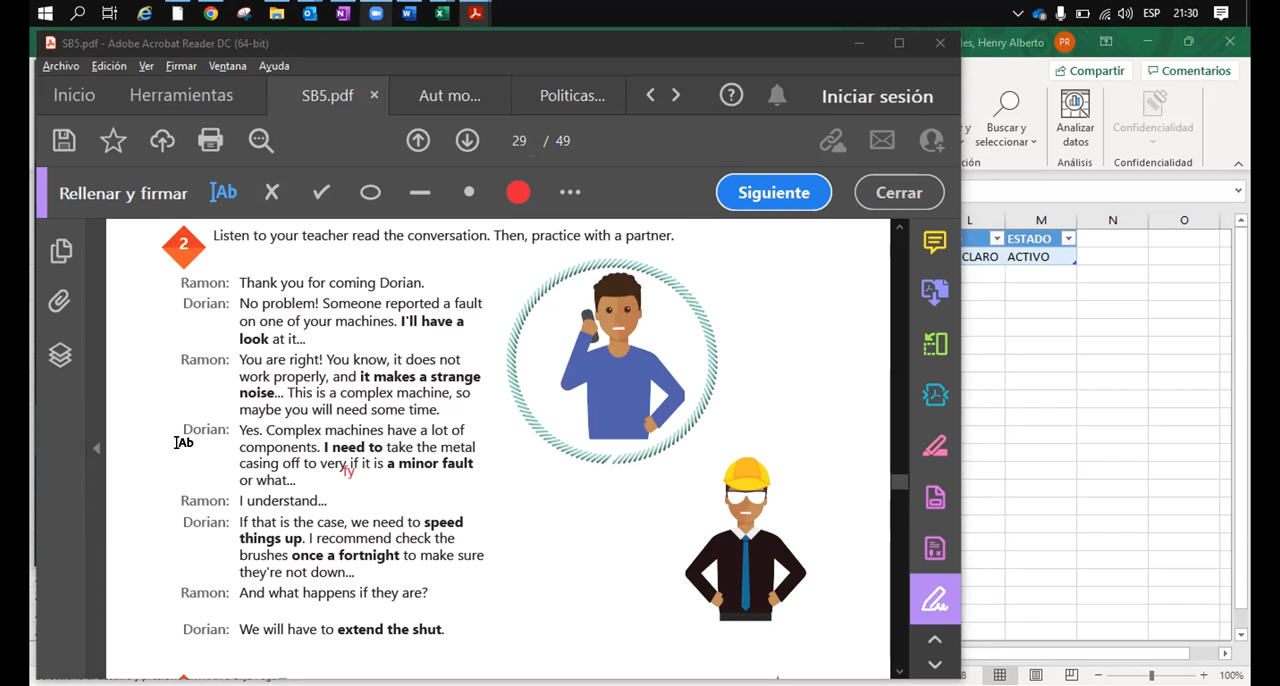 ESP 21:30
SB5.pdf - Adobe Acrobat Reader DC (64-bit)
les, Henry Alberto PR
Archivo Edición Ver Firmar Ventana Ayuda
Compartir Comentarios
Inicio Herramientas SB5.pdf × Aut mo... Politicas... Iniciar sesión
Buscar y
seleccionar
Analizar
datos
Confidencialidad
29 / 49
ción Análisis Confidencialidad
Rellenar y firmar Ab Siguiente Cerrar
L M N O
ESTADO
CLARO ACTIVO
2 Listen to your teacher read the conversation. Then, practice with a partner.
Ramon: Thank you for coming Dorian.
Dorian: No problem! Someone reported a fault
on one of your machines. I'll have a
look at it...
Ramon: You are right! You know, it does not
work properly, and it makes a strange
noise... This is a complex machine, so
maybe you will need some time.
Dorian: Yes. Complex machines have a lot of
Ab
components. I need to take the metal
casing off to very if it is a minor fault
fy
or what...
Ramon: I understand...
Dorian: If that is the case, we need to speed
things up. I recommend check the
brushes once a fortnight to make sure
they're not down...
Ramon: And what happens if they are?
Dorian: We will have to extend the shut.
100%